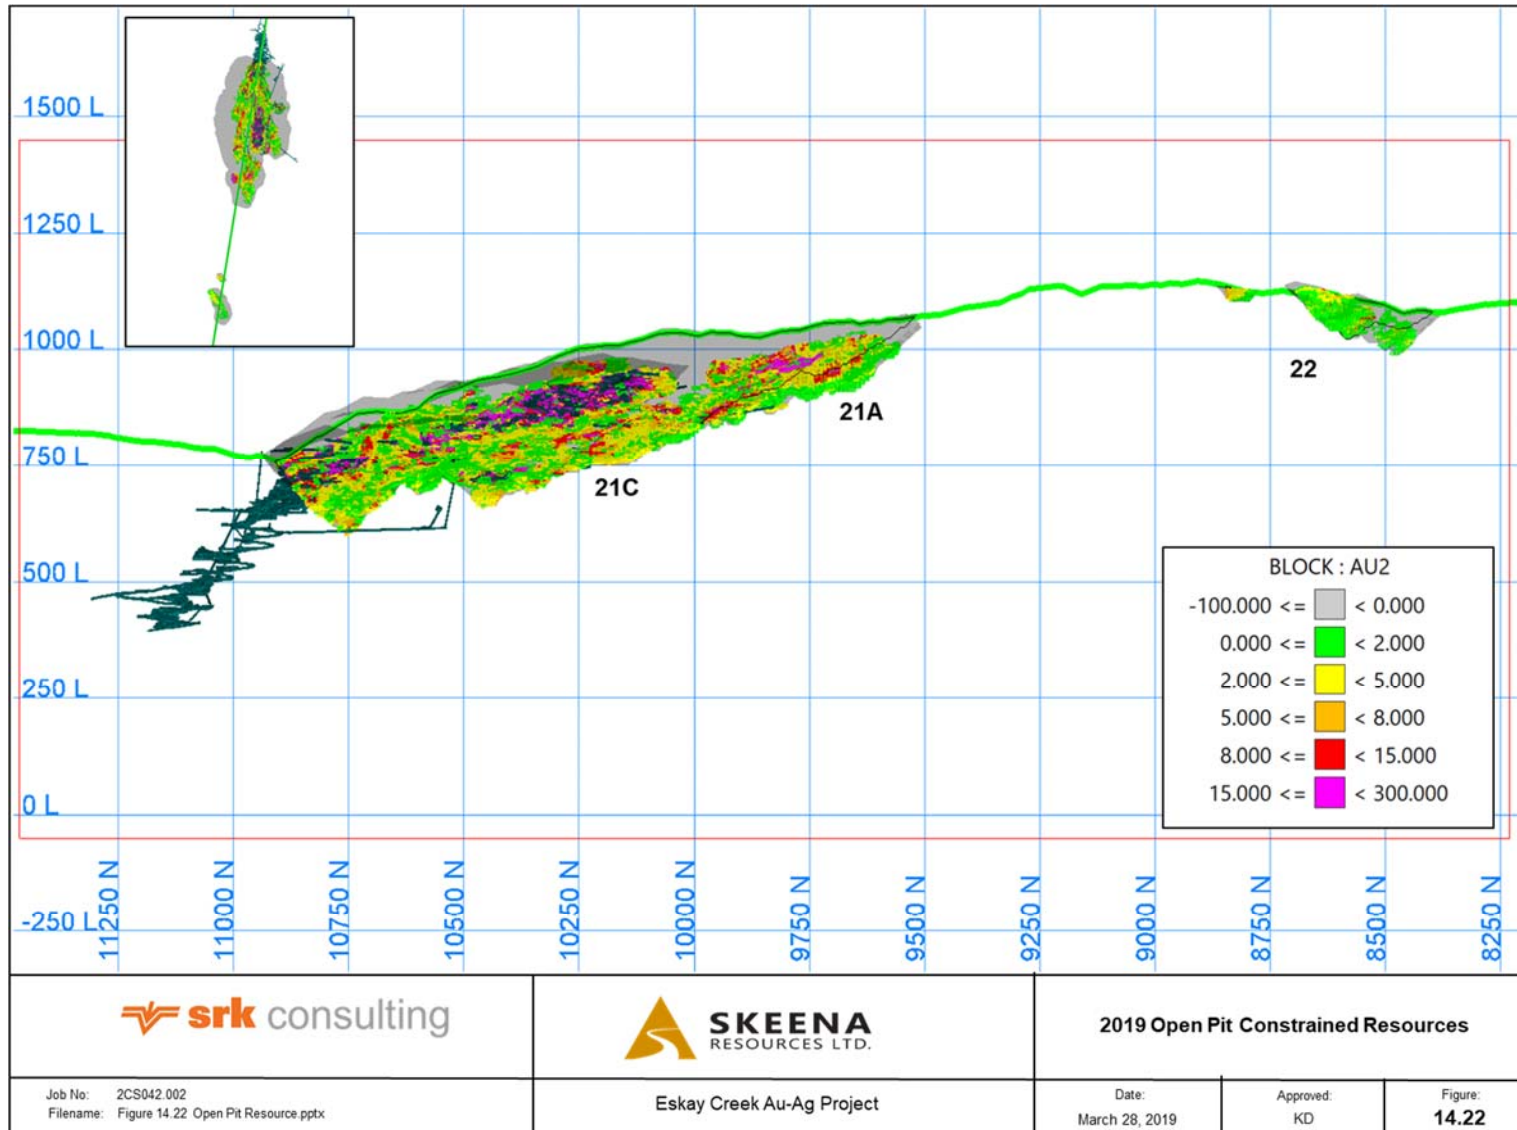 1500 L
1250 L
1000 L
750 L
500 L
250 L
0 L
-250 L
22
21A
21C
BLOCK : AU2
-100.000 <= < 0.000
0.000 <= < 2.000
2.000 <= < 5.000
5.000 <= < 8.000
8.000 <= < 15.000
15.000 <= < 300.000
11250 N
11000 N
10750 N
10500 N
10250 N
10000 N
9750 N
9500 N
9250 N
9000 N
8750 N
8500 N
8250 N
srk consulting
SKEENA
RESOURCES LTD.
2019 Open Pit Constrained Resources
Job No: 2CS042.002
Filename: Figure 14.22 Open Pit Resource.pptx
Eskay Creek Au-Ag Project
Date:
March 28, 2019
Approved:
KD
Figure:
14.22